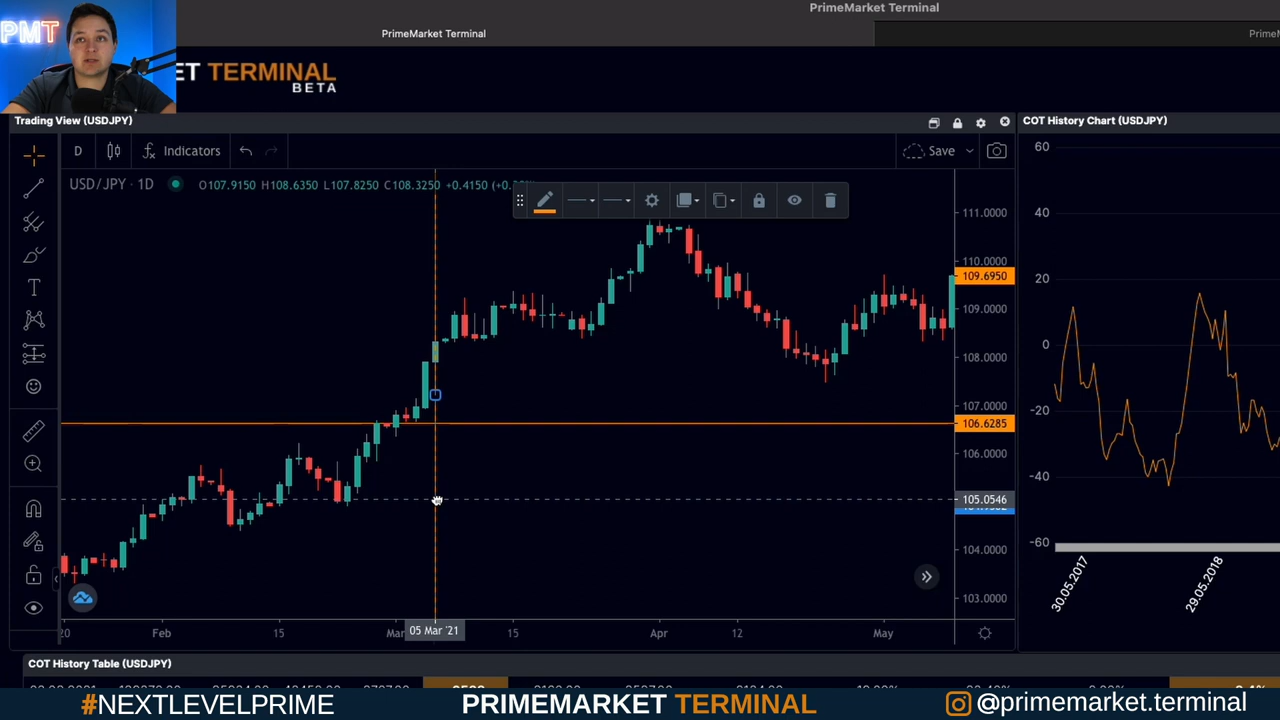 PrimeMarket Terminal
PMT
PrimeMarket Terminal
PrimeM
ET TERMINAL
BETA
Trading View (USDJPY)
COT History Chart (USDJPY)
D
Indicators
Save
USD/JPY · 1D
O107.9150 H108.6350 L107.8250 C108.3250 +0.4150
111.0000
110.0000
109.6950
109.0000
108.0000
107.0000
106.6285
106.0000
105.0546
104.0000
103.0000
60
40
20
0
-20
-40
-60
30.05.2017
29.05.2018
20
Feb
15
Mar
05 Mar '21
15
Apr
12
May
COT History Table (USDJPY)
#NEXTLEVELPRIME
PRIMEMARKET TERMINAL
@primemarket.terminal